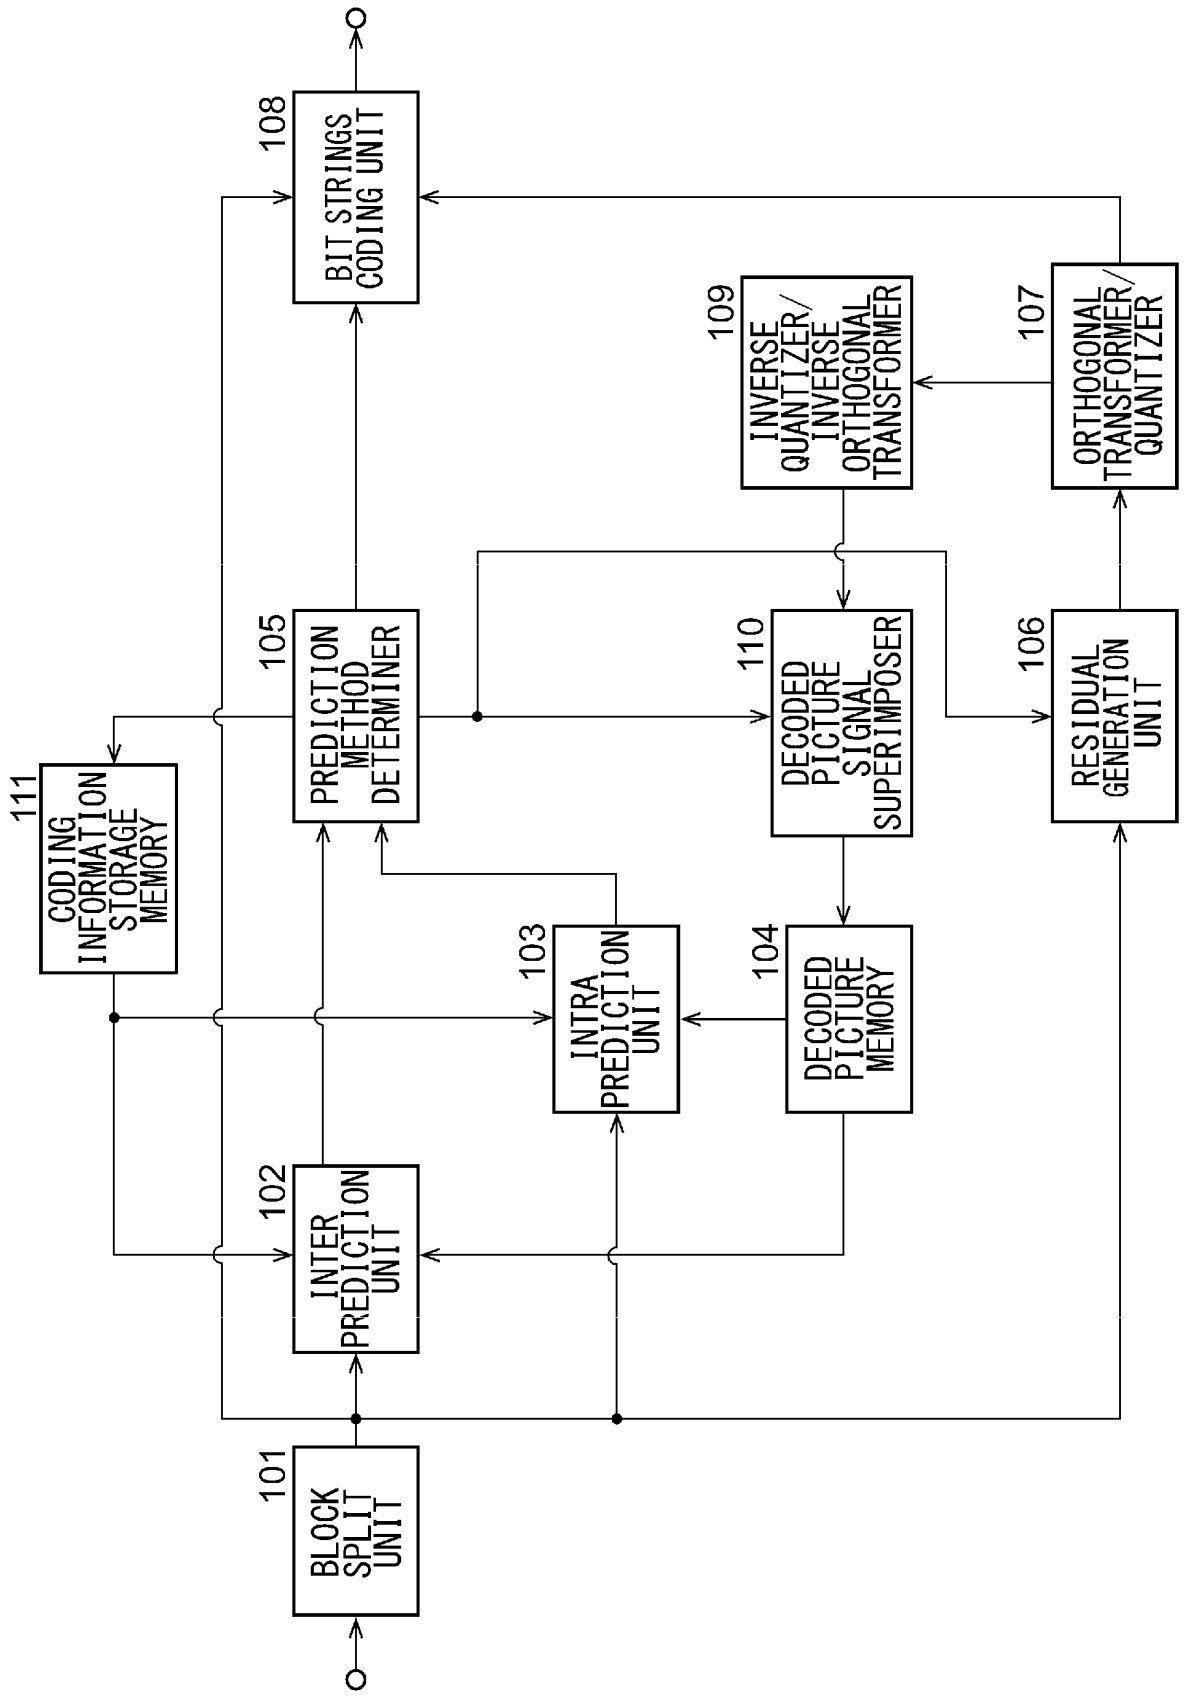 111
CODING
INFORMATION
STORAGE
MEMORY
101
BLOCK
SPLIT
UNIT
102
INTER
PREDICTION
UNIT
105
PREDICTION
METHOD
DETERMINER
108
BIT STRINGS
CODING UNIT
103
INTRA
PREDICTION
UNIT
104
DECODED
PICTURE
MEMORY
110
DECODED
PICTURE
SIGNAL
SUPERIMPOSER
109
INVERSE
QUANTIZER/
INVERSE
ORTHOGONAL
TRANSFORMER
106
RESIDUAL
GENERATION
UNIT
107
ORTHOGONAL
TRANSFORMER/
QUANTIZER